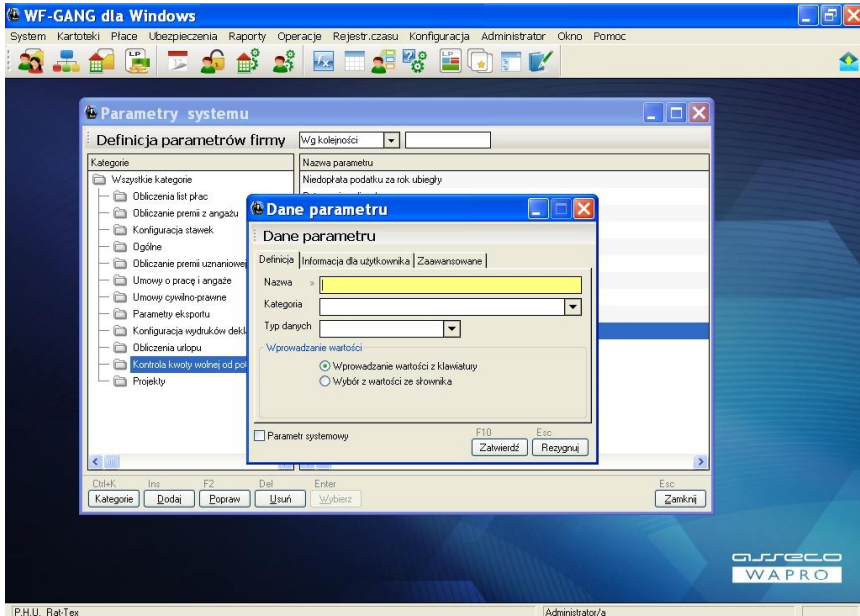 WF-GANG dla Windows
System Kartoteki Płace Ubezpieczenia Raporty Operacje Rejestr.czasu Konfiguracja Administrator Okno Pomoc
Parametry systemu
Definicja parametrów firmy Wg kolejności
Kategorie Nazwa parametru
Wszystkie kategorie Niedopłata podatku za rok ubiegły
Obliczenia list płac
Obliczanie premii z angażu
Konfiguracja stawek
Ogólne
Obliczanie premii uznaniowej
Umowy o pracę i angaże
Umowy cywilno-prawne
Parametry eksportu
Konfiguracja wydruków
Obliczenia urlopu
Kontrola kwoty wolnej od
Projekty
Dane parametru
Dane parametru
Definicja Informacja dla użytkownika Zaawansowane
Nazwa »
Kategoria
Typ danych
Wprowadzanie wartości
Wprowadzanie wartości z klawiatury
Wybór z wartości ze słownika
Parametr systemowy
F10 Esc
Zatwierdź Rezygnuj
Ctrl+K Ins F2 Del Enter Esc
Kategorie Dodaj Popraw Usuń Wybierz Zamknij
asseco
WAPRO
P.H.U. Rat-Tex Administrator/a